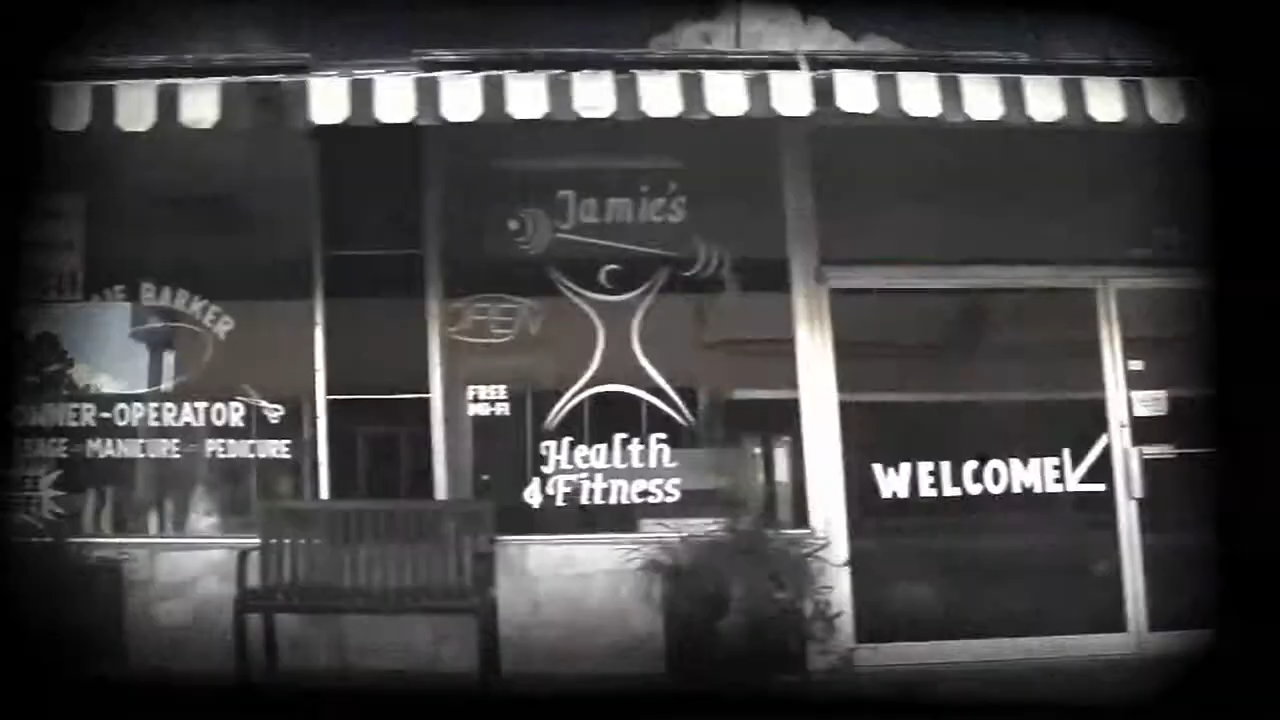 BARKER
OWNER-OPERATOR
MANICURE - PEDICURE
Jamie's
OPEN
FREE
WI-FI
Health
4 Fitness
WELCOME